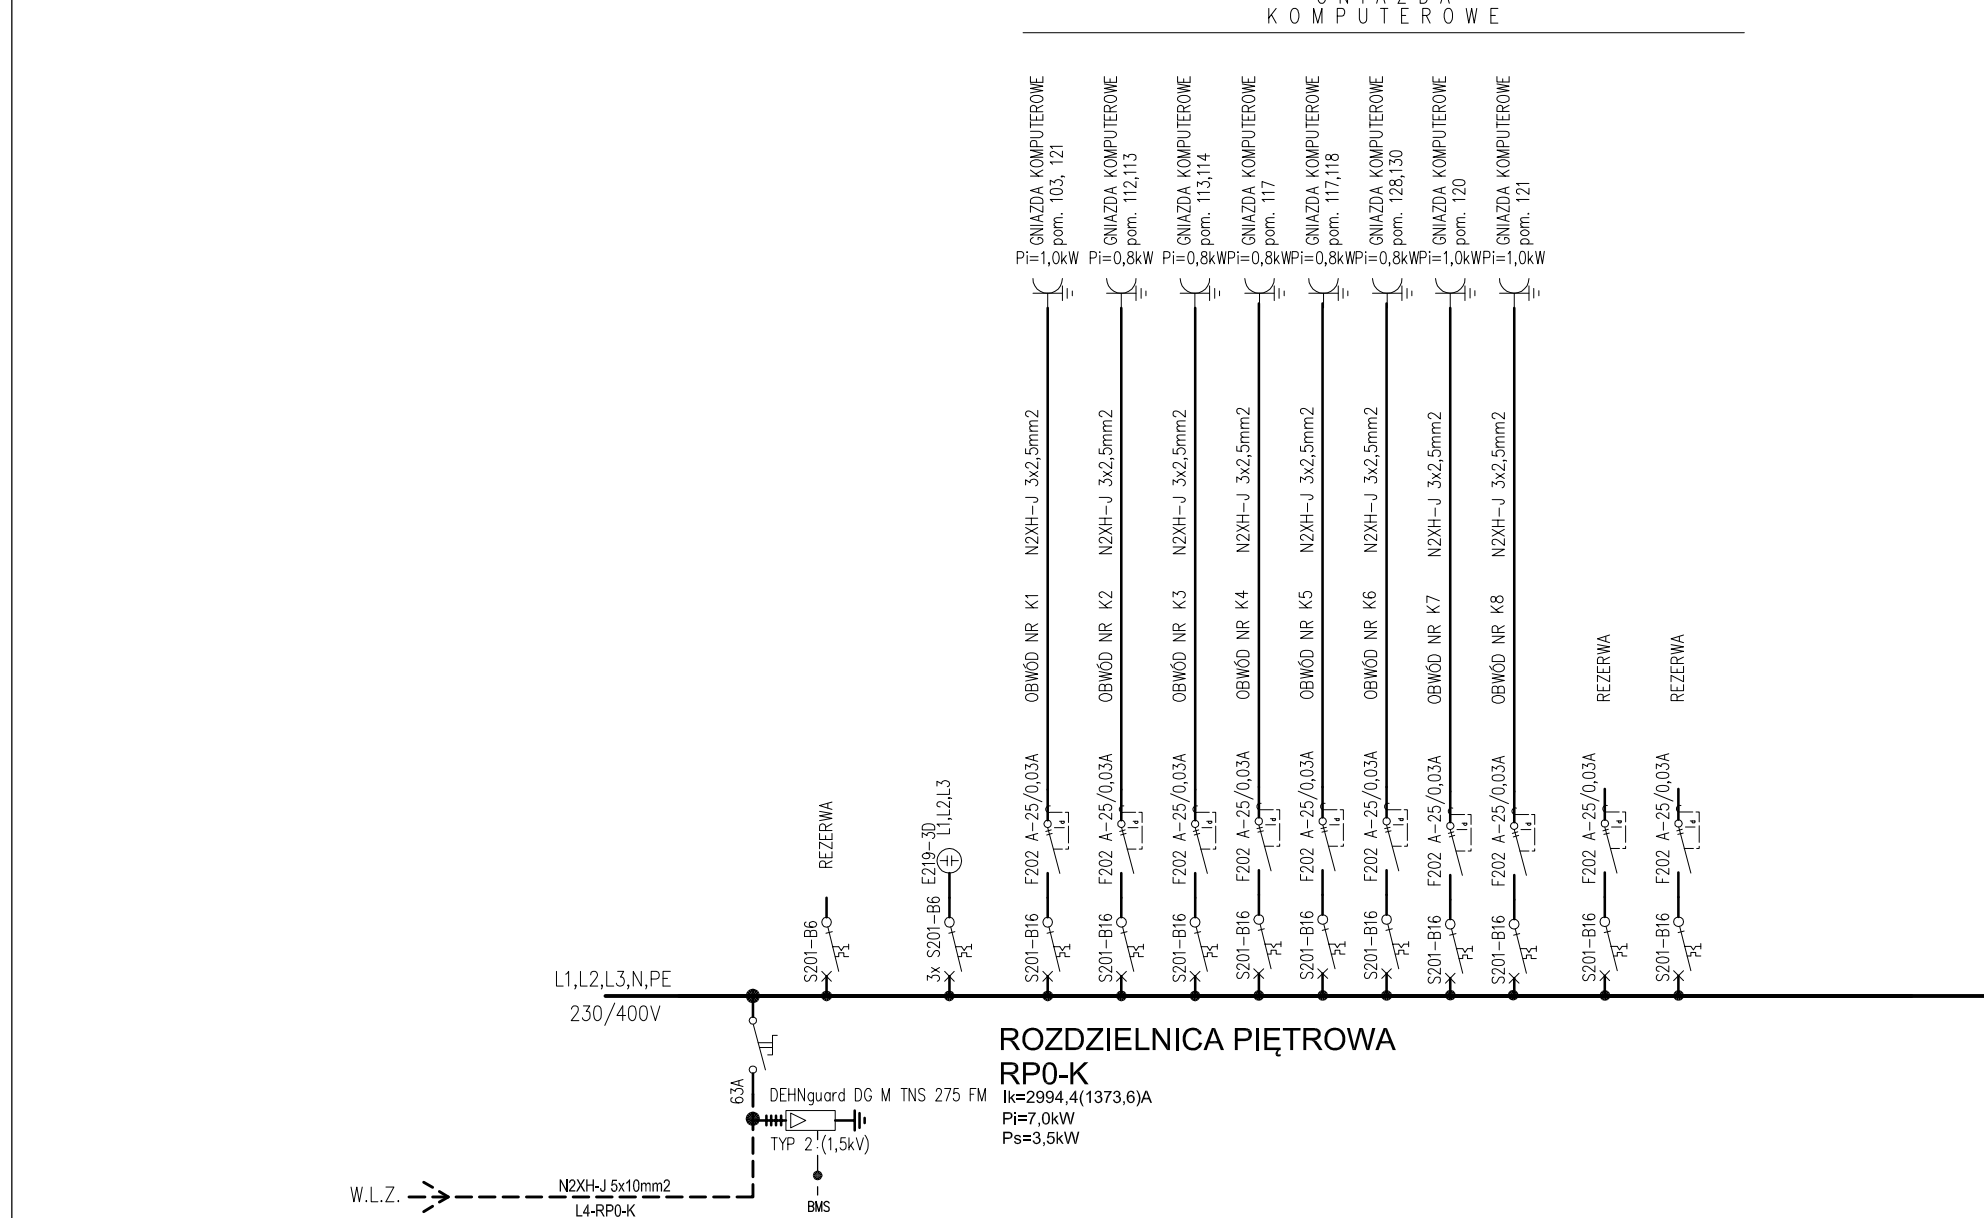 KOMPUTEROWE
GNIAZDA KOMPUTEROWE
pom. 103, 121
GNIAZDA KOMPUTEROWE
pom. 112,113
GNIAZDA KOMPUTEROWE
pom. 113,114
GNIAZDA KOMPUTEROWE
pom. 117
GNIAZDA KOMPUTEROWE
pom. 117,118
GNIAZDA KOMPUTEROWE
pom. 128,130
GNIAZDA KOMPUTEROWE
pom. 120
GNIAZDA KOMPUTEROWE
pom. 121
Pi=1,0kW Pi=0,8kW Pi=0,8kW Pi=0,8kW Pi=0,8kW Pi=0,8kW Pi=1,0kW Pi=1,0kW
N2XH-J 3x2,5mm2
N2XH-J 3x2,5mm2
N2XH-J 3x2,5mm2
N2XH-J 3x2,5mm2
N2XH-J 3x2,5mm2
N2XH-J 3x2,5mm2
N2XH-J 3x2,5mm2
N2XH-J 3x2,5mm2
OBWÓD NR K1
OBWÓD NR K2
OBWÓD NR K3
OBWÓD NR K4
OBWÓD NR K5
OBWÓD NR K6
OBWÓD NR K7
OBWÓD NR K8
REZERWA
REZERWA
REZERWA
E219-3D
L1,L2,L3
F202 A-25/0,03A
F202 A-25/0,03A
F202 A-25/0,03A
F202 A-25/0,03A
F202 A-25/0,03A
F202 A-25/0,03A
F202 A-25/0,03A
F202 A-25/0,03A
F202 A-25/0,03A
F202 A-25/0,03A
S201-B6
3x S201-B6
S201-B16
S201-B16
S201-B16
S201-B16
S201-B16
S201-B16
S201-B16
S201-B16
S201-B16
S201-B16
L1,L2,L3,N,PE
230/400V
ROZDZIELNICA PIĘTROWA
RP0-K
Ik=2994,4(1373,6)A
Pi=7,0kW
Ps=3,5kW
63A
DEHNguard DG M TNS 275 FM
TYP 2 (1,5kV)
BMS
W.L.Z.
N2XH-J 5x10mm2
L4-RP0-K